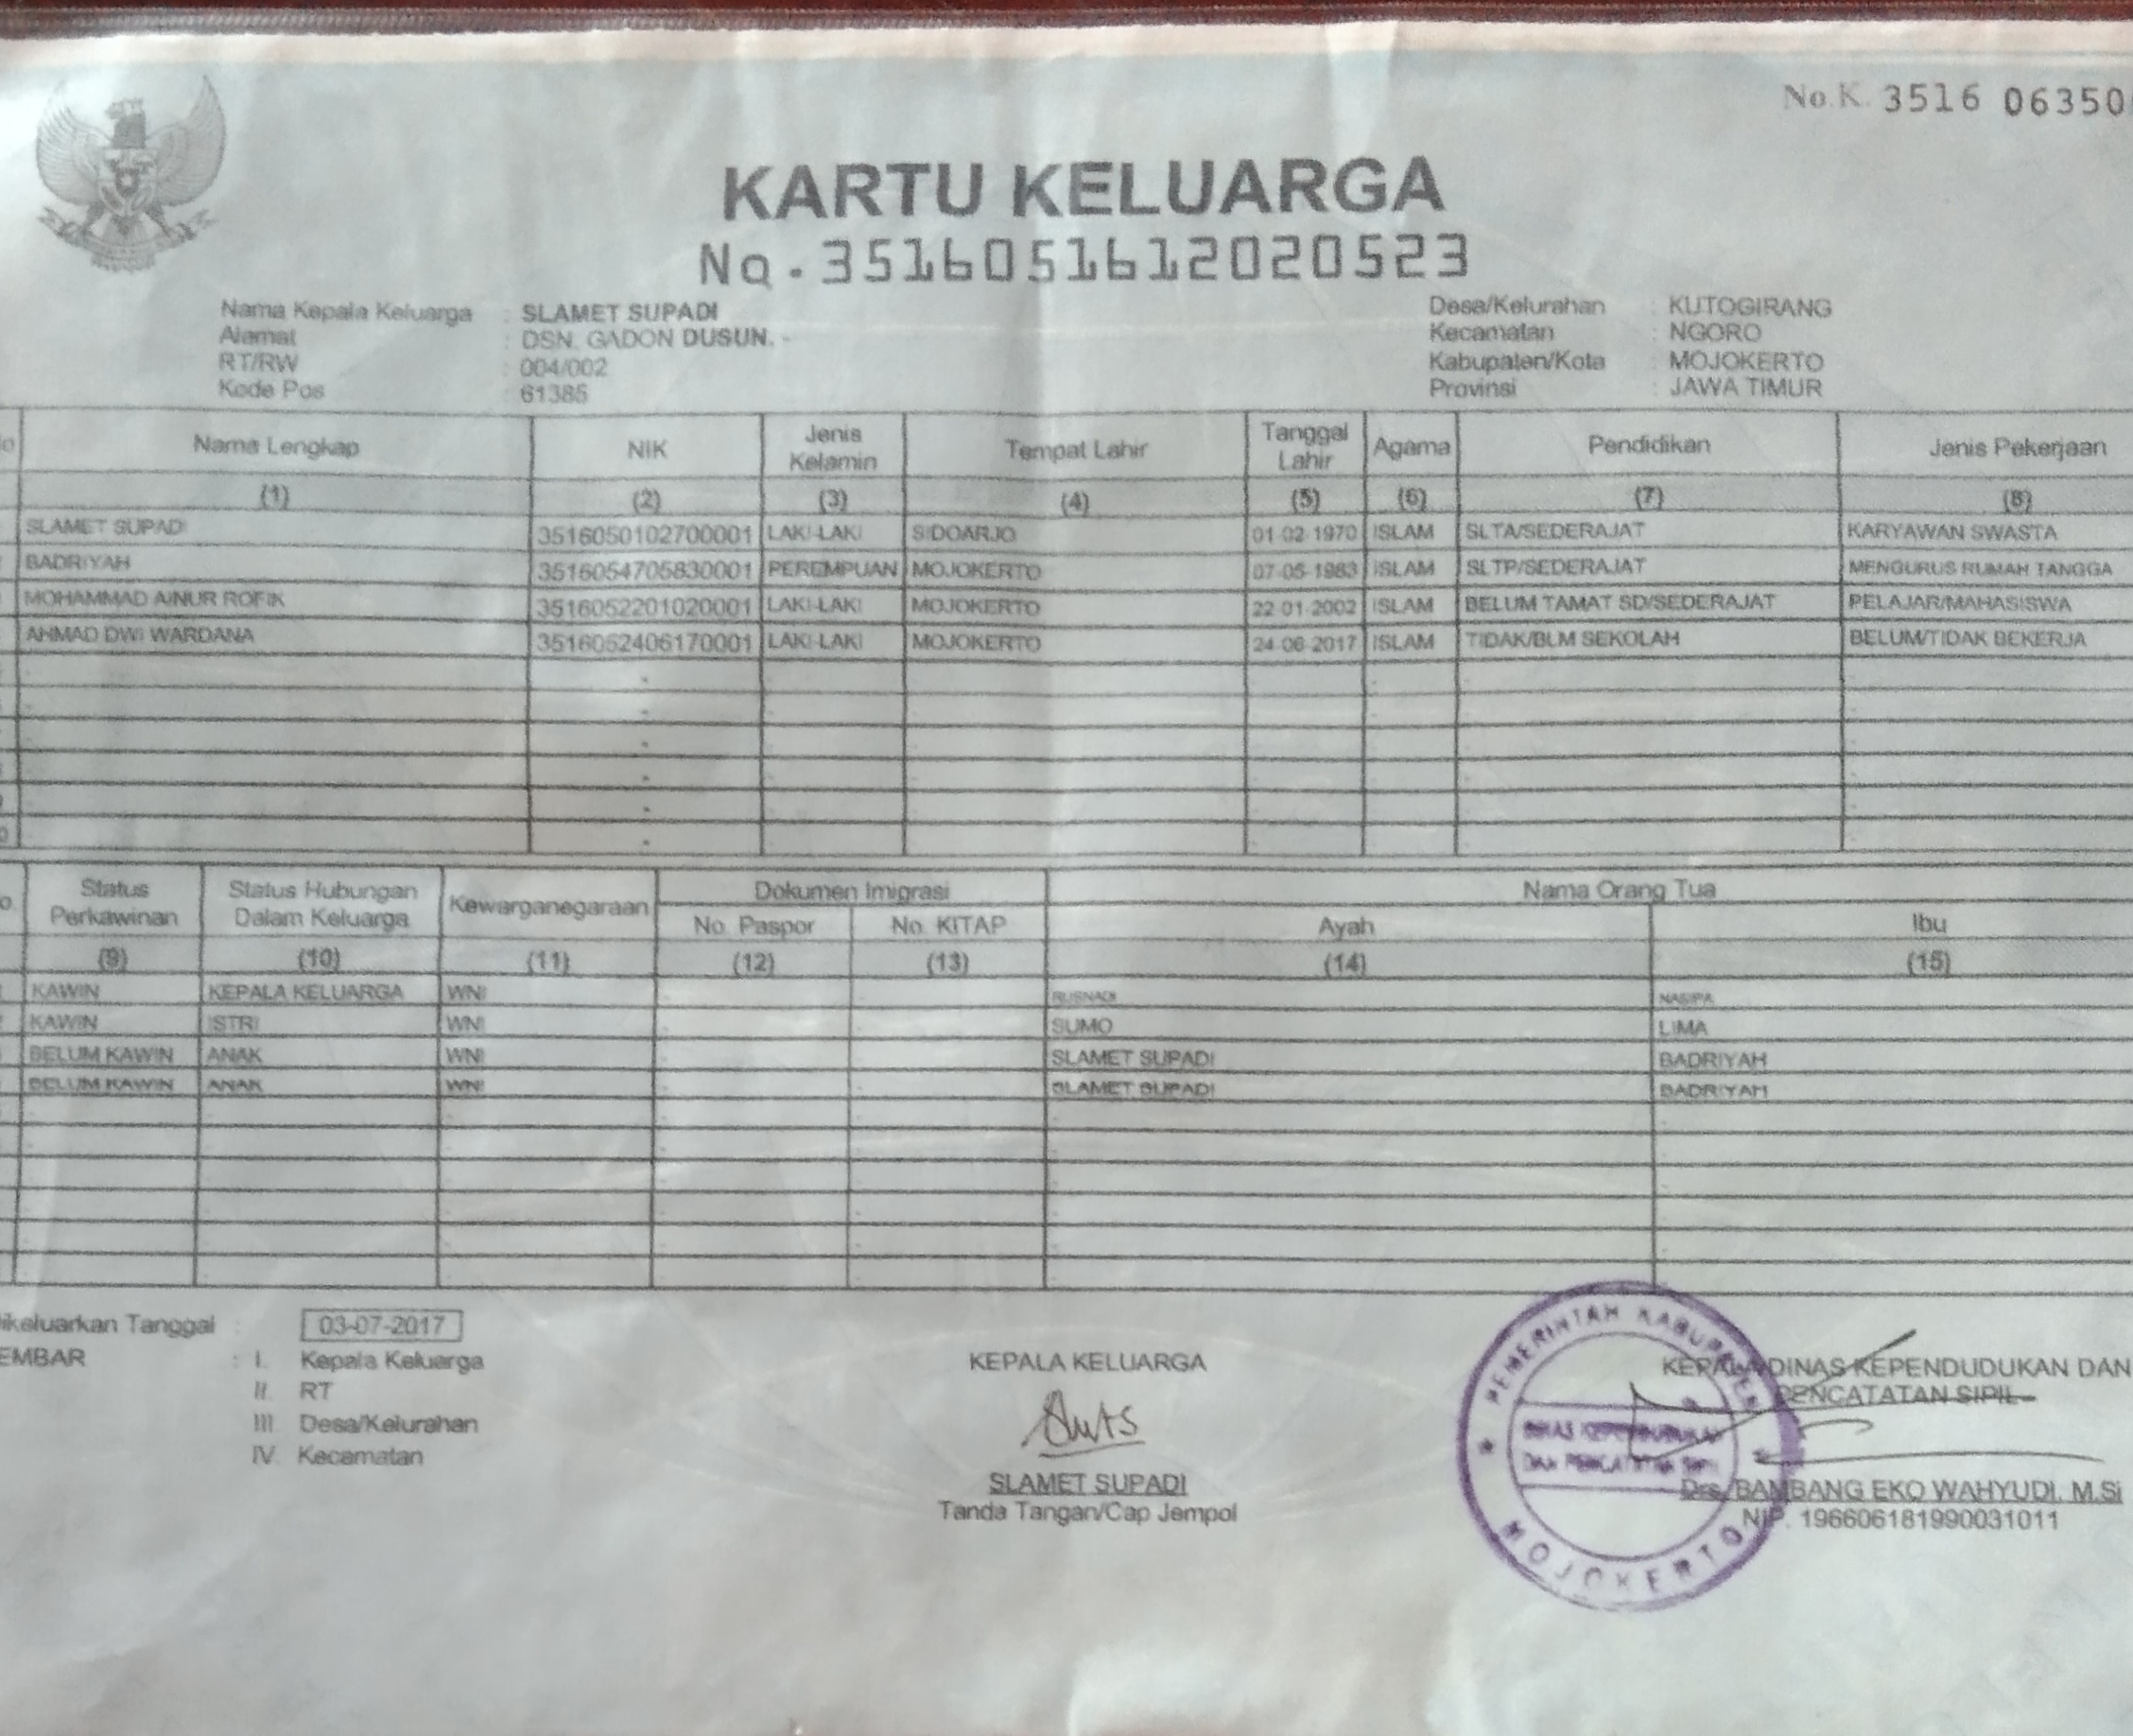 No.K. 3516 06350
KARTU KELUARGA
No.3516051612020523
Nama Kepala Keluarga : SLAMET SUPADI
Alamat : DSN. GADON DUSUN. -
RT/RW : 004/002
Kode Pos : 61385
Desa/Kelurahan : KUTOGIRANG
Kecamatan : NGORO
Kabupaten/Kota : MOJOKERTO
Provinsi : JAWA TIMUR
Nama Lengkap NIK Jenis Kelamin Tempat Lahir Tanggal Lahir Agama Pendidikan Jenis Pekerjaan
(1) (2) (3) (4) (5) (6) (7) (8)
SLAMET SUPADI 3516050102700001 LAKI-LAKI SIDOARJO 01-02-1970 ISLAM SLTA/SEDERAJAT KARYAWAN SWASTA
BADRIYAH 3516054705830001 PEREMPUAN MOJOKERTO 07-05-1983 ISLAM SLTP/SEDERAJAT MENGURUS RUMAH TANGGA
MOHAMMAD AINUR ROFIK 3516052201020001 LAKI-LAKI MOJOKERTO 22-01-2002 ISLAM BELUM TAMAT SD/SEDERAJAT PELAJAR/MAHASISWA
AHMAD DWI WARDANA 3516052406170001 LAKI-LAKI MOJOKERTO 24-06-2017 ISLAM TIDAK/BLM SEKOLAH BELUM/TIDAK BEKERJA
Status Perkawinan Status Hubungan Dalam Keluarga Kewarganegaraan Dokumen Imigrasi Nama Orang Tua
No. Paspor No. KITAP Ayah Ibu
(9) (10) (11) (12) (13) (14) (15)
KAWIN KEPALA KELUARGA WNI RUSNADI NASIPA
KAWIN ISTRI WNI SUMO LIMA
BELUM KAWIN ANAK WNI SLAMET SUPADI BADRIYAH
BELUM KAWIN ANAK WNI SLAMET SUPADI BADRIYAH
ikeluarkan Tanggal : 03-07-2017
EMBAR : I. Kepala Keluarga
II. RT
III. Desa/Kelurahan
IV. Kecamatan
KEPALA KELUARGA
SLAMET SUPADI
Tanda Tangan/Cap Jempol
KEPALA DINAS KEPENDUDUKAN DAN
PENCATATAN SIPIL
Drs. BAMBANG EKO WAHYUDI, M.Si
NIP. 196606181990031011
PEMERINTAH KABUPATEN
DINAS KEPENDUDUKAN
DAN PENCATATAN SIPIL
MOJOKERTO